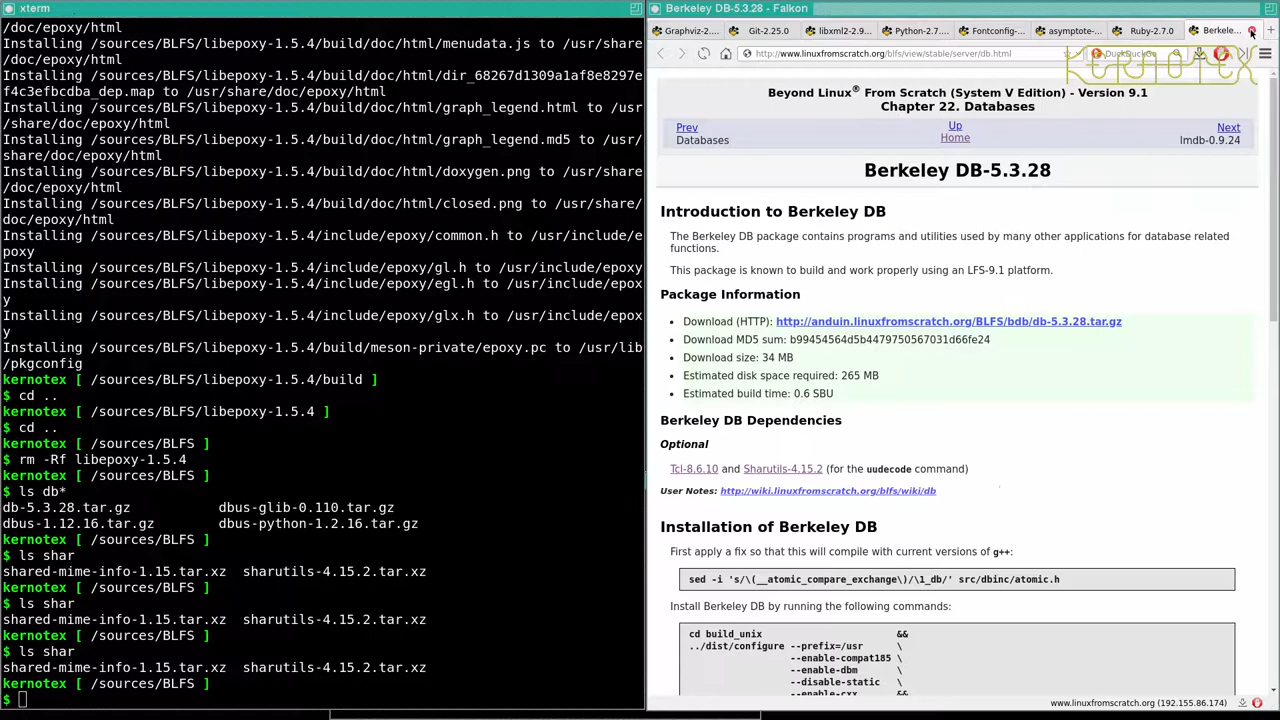 xterm
/doc/epoxy/html
Installing /sources/BLFS/libepoxy-1.5.4/build/doc/html/menudata.js to /usr/share
/doc/epoxy/html
Installing /sources/BLFS/libepoxy-1.5.4/build/doc/html/dir_68267d1309a1af8e8297e
f4c3efbcdba_dep.map to /usr/share/doc/epoxy/html
Installing /sources/BLFS/libepoxy-1.5.4/build/doc/html/graph_legend.html to /usr
/share/doc/epoxy/html
Installing /sources/BLFS/libepoxy-1.5.4/build/doc/html/graph_legend.md5 to /usr/
share/doc/epoxy/html
Installing /sources/BLFS/libepoxy-1.5.4/build/doc/html/doxygen.png to /usr/share
/doc/epoxy/html
Installing /sources/BLFS/libepoxy-1.5.4/build/doc/html/closed.png to /usr/share/
doc/epoxy/html
Installing /sources/BLFS/libepoxy-1.5.4/include/epoxy/common.h to /usr/include/e
poxy
Installing /sources/BLFS/libepoxy-1.5.4/include/epoxy/gl.h to /usr/include/epoxy
Installing /sources/BLFS/libepoxy-1.5.4/include/epoxy/egl.h to /usr/include/epox
y
Installing /sources/BLFS/libepoxy-1.5.4/include/epoxy/glx.h to /usr/include/epox
y
Installing /sources/BLFS/libepoxy-1.5.4/build/meson-private/epoxy.pc to /usr/lib
/pkgconfig
kernotex [ /sources/BLFS/libepoxy-1.5.4/build ]
$ cd ..
kernotex [ /sources/BLFS/libepoxy-1.5.4 ]
$ cd ..
kernotex [ /sources/BLFS ]
$ rm -Rf libepoxy-1.5.4
kernotex [ /sources/BLFS ]
$ ls db*
db-5.3.28.tar.gz dbus-glib-0.110.tar.gz
dbus-1.12.16.tar.gz dbus-python-1.2.16.tar.gz
kernotex [ /sources/BLFS ]
$ ls shar
shared-mime-info-1.15.tar.xz sharutils-4.15.2.tar.xz
kernotex [ /sources/BLFS ]
$ ls shar
shared-mime-info-1.15.tar.xz sharutils-4.15.2.tar.xz
kernotex [ /sources/BLFS ]
$ ls shar
shared-mime-info-1.15.tar.xz sharutils-4.15.2.tar.xz
kernotex [ /sources/BLFS ]
$
Berkeley DB-5.3.28 - Falkon
Graphviz-2.... Git-2.25.0 libxml2-2.9... Python-2.7.... Fontconfig-... asymptote-... Ruby-2.7.0 Berkele...
http://www.linuxfromscratch.org/blfs/view/stable/server/db.html DuckDuckGo
KERNOTEX
Beyond Linux® From Scratch (System V Edition) - Version 9.1
Chapter 22. Databases
Prev Up Next
Databases Home lmdb-0.9.24
Berkeley DB-5.3.28
Introduction to Berkeley DB
The Berkeley DB package contains programs and utilities used by many other applications for database related
functions.
This package is known to build and work properly using an LFS-9.1 platform.
Package Information
• Download (HTTP): http://anduin.linuxfromscratch.org/BLFS/bdb/db-5.3.28.tar.gz
• Download MD5 sum: b99454564d5b4479750567031d66fe24
• Download size: 34 MB
• Estimated disk space required: 265 MB
• Estimated build time: 0.6 SBU
Berkeley DB Dependencies
Optional
Tcl-8.6.10 and Sharutils-4.15.2 (for the uudecode command)
User Notes: http://wiki.linuxfromscratch.org/blfs/wiki/db
Installation of Berkeley DB
First apply a fix so that this will compile with current versions of g++:
sed -i 's/\(__atomic_compare_exchange\)/\1_db/' src/dbinc/atomic.h
Install Berkeley DB by running the following commands:
cd build_unix &&
../dist/configure --prefix=/usr \
--enable-compat185 \
--enable-dbm \
--disable-static \
--enable-cxx &&
www.linuxfromscratch.org (192.155.86.174)